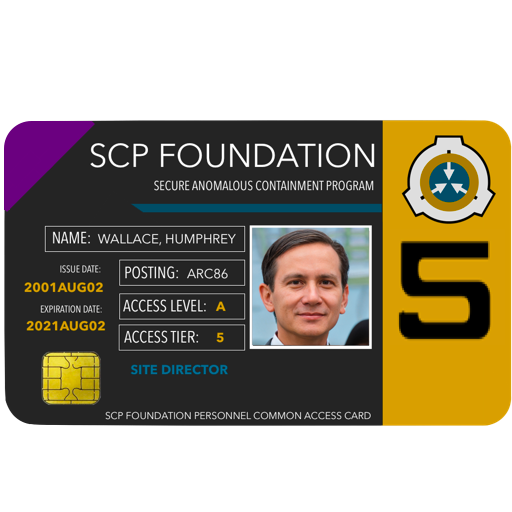 SCP FOUNDATION
SECURE ANOMALOUS CONTAINMENT PROGRAM
NAME: WALLACE, HUMPHREY
ISSUE DATE:
2001AUG02
EXPIRATION DATE:
2021AUG02
POSTING: ARC86
ACCESS LEVEL: A
ACCESS TIER: 5
SITE DIRECTOR
SCP FOUNDATION PERSONNEL COMMON ACCESS CARD
5